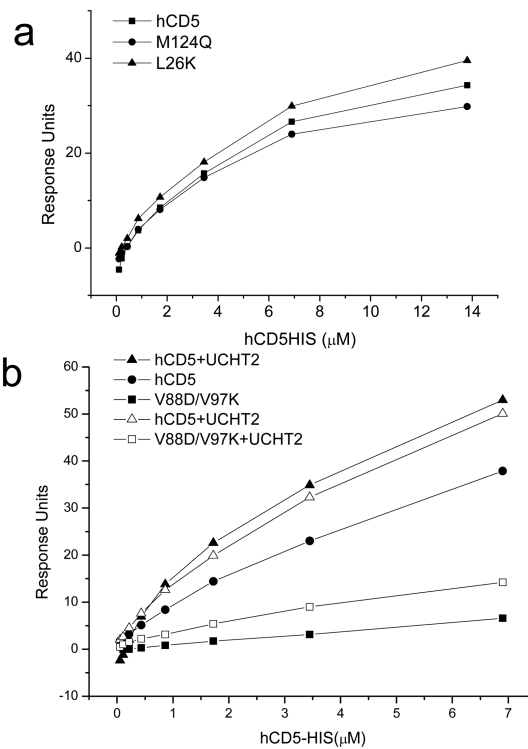 a
hCD5
M124Q
L26K
40
20
0
Response Units
0 2 4 6 8 10 12 14
hCD5HIS (μM)
b
hCD5+UCHT2
hCD5
V88D/V97K
hCD5+UCHT2
V88D/V97K+UCHT2
60
50
40
30
20
10
0
-10
Response Units
0 1 2 3 4 5 6 7
hCD5-HIS(μM)